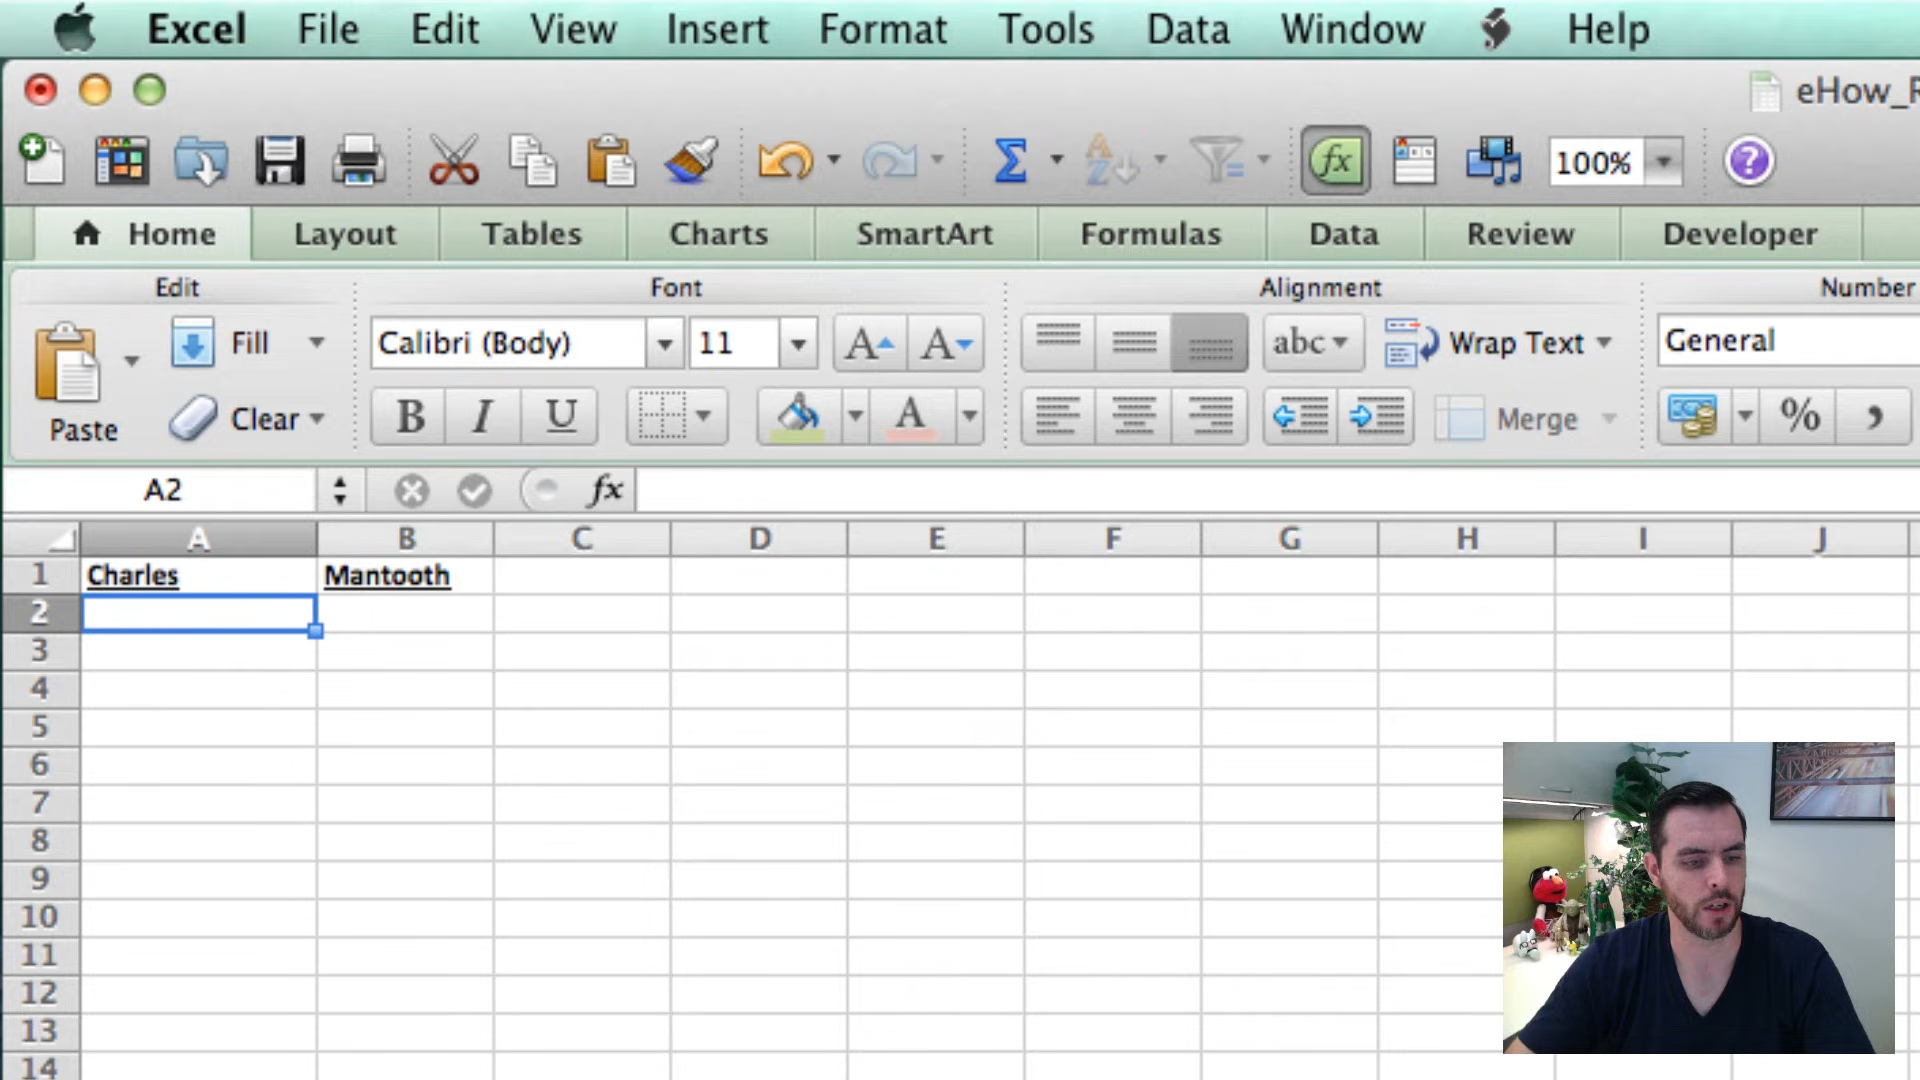 Excel File Edit View Insert Format Tools Data Window Help
eHow_R
100% ?
Home Layout Tables Charts SmartArt Formulas Data Review Developer
Edit Font Alignment Number
Fill Calibri (Body) 11 A A abc Wrap Text General
Paste Clear B I U A Merge % ,
A2 fx
A B C D E F G H I J
1 Charles Mantooth
2
3
4
5
6
7
8
9
10
11
12
13
14